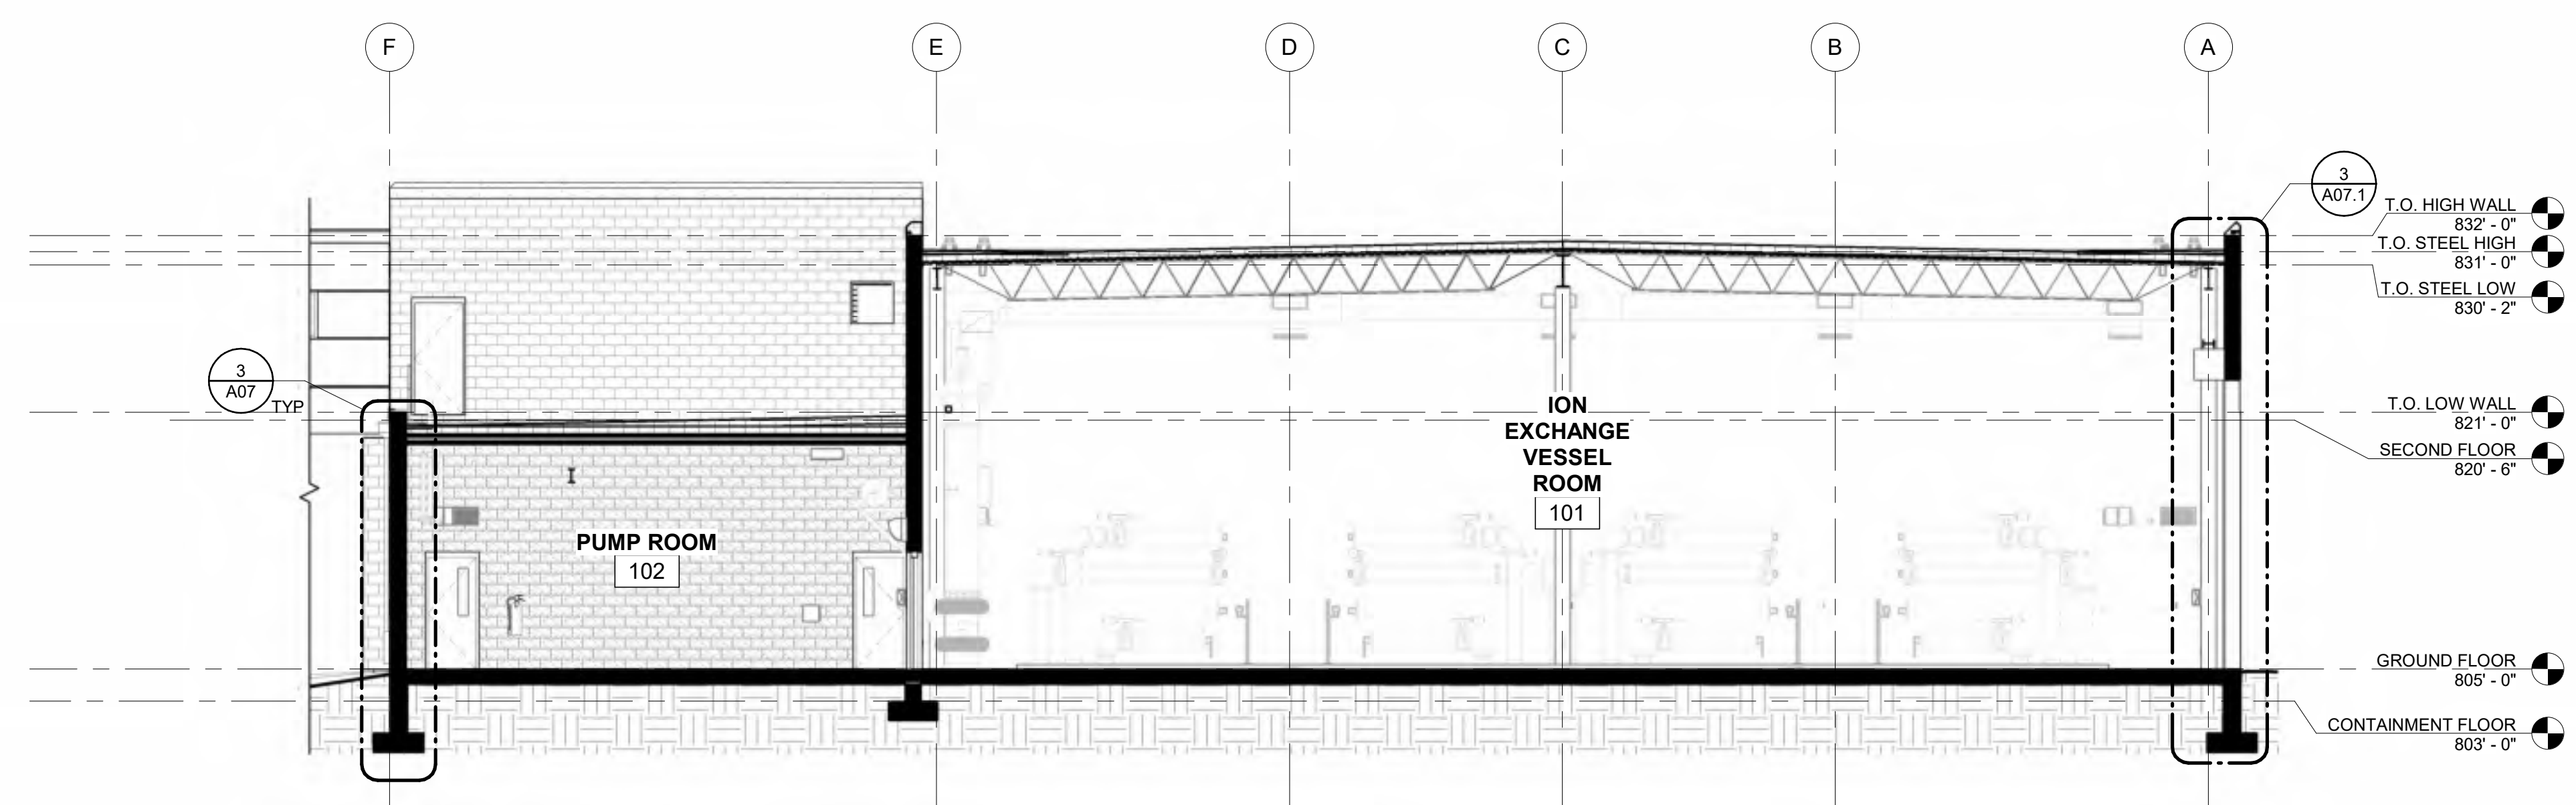 F
E
D
C
B
A
3
A07.1
T.O. HIGH WALL
832' - 0"
T.O. STEEL HIGH
831' - 0"
T.O. STEEL LOW
830' - 2"
3
A07
TYP
T.O. LOW WALL
821' - 0"
SECOND FLOOR
820' - 6"
ION
EXCHANGE
VESSEL
ROOM
101
PUMP ROOM
102
GROUND FLOOR
805' - 0"
CONTAINMENT FLOOR
803' - 0"